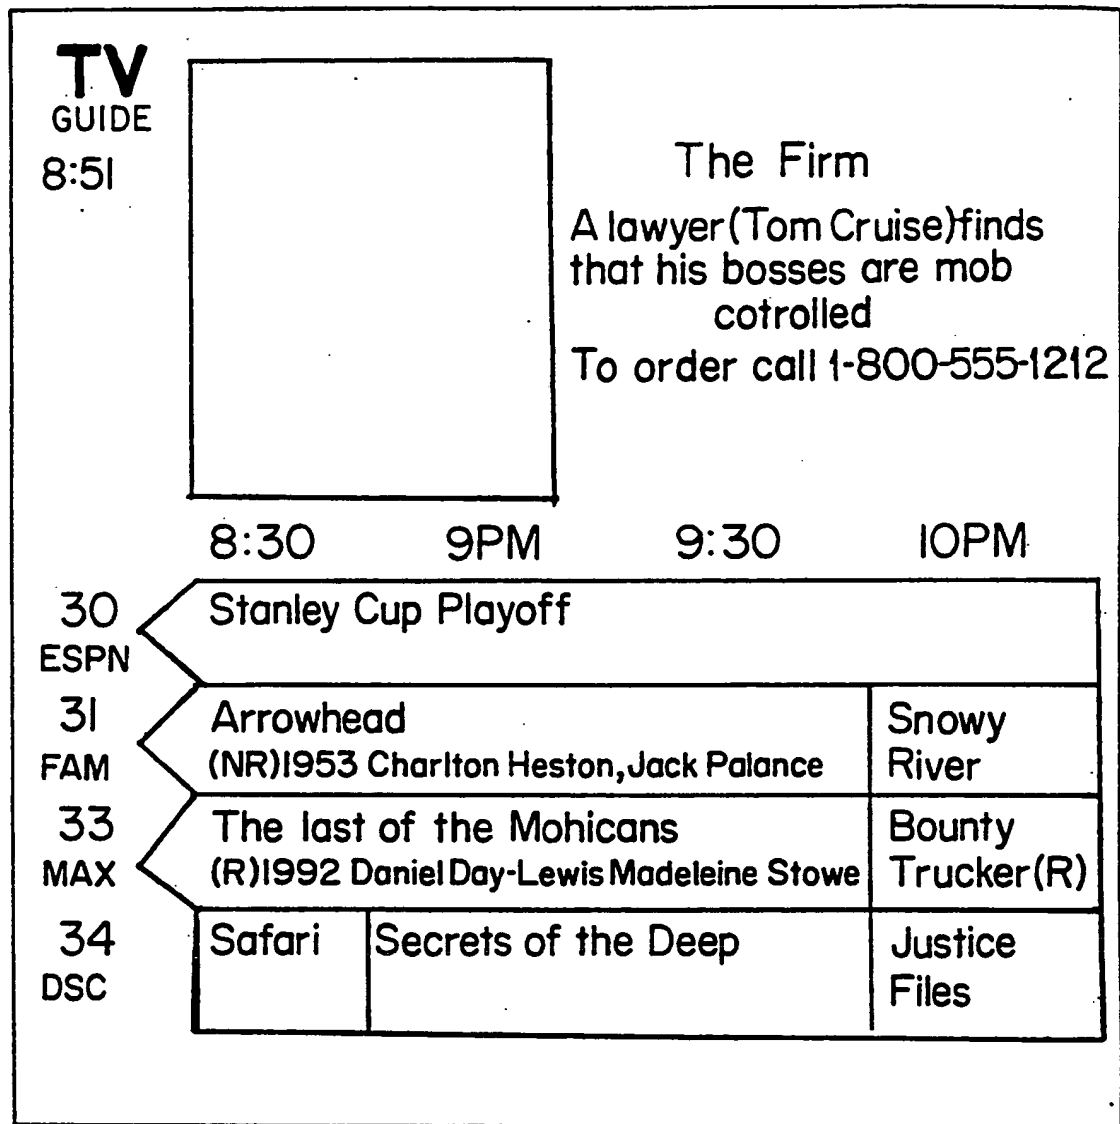 TV
GUIDE
8:51
The Firm
A lawyer (Tom Cruise) finds
that his bosses are mob
cotrolled
To order call 1-800-555-1212
8:30 9PM 9:30 10PM
30 Stanley Cup Playoff
ESPN
31 Arrowhead Snowy
FAM (NR) 1953 Charlton Heston, Jack Palance River
33 The last of the Mohicans Bounty
MAX (R) 1992 Daniel Day-Lewis Madeleine Stowe Trucker (R)
34 Safari Secrets of the Deep Justice
DSC Files